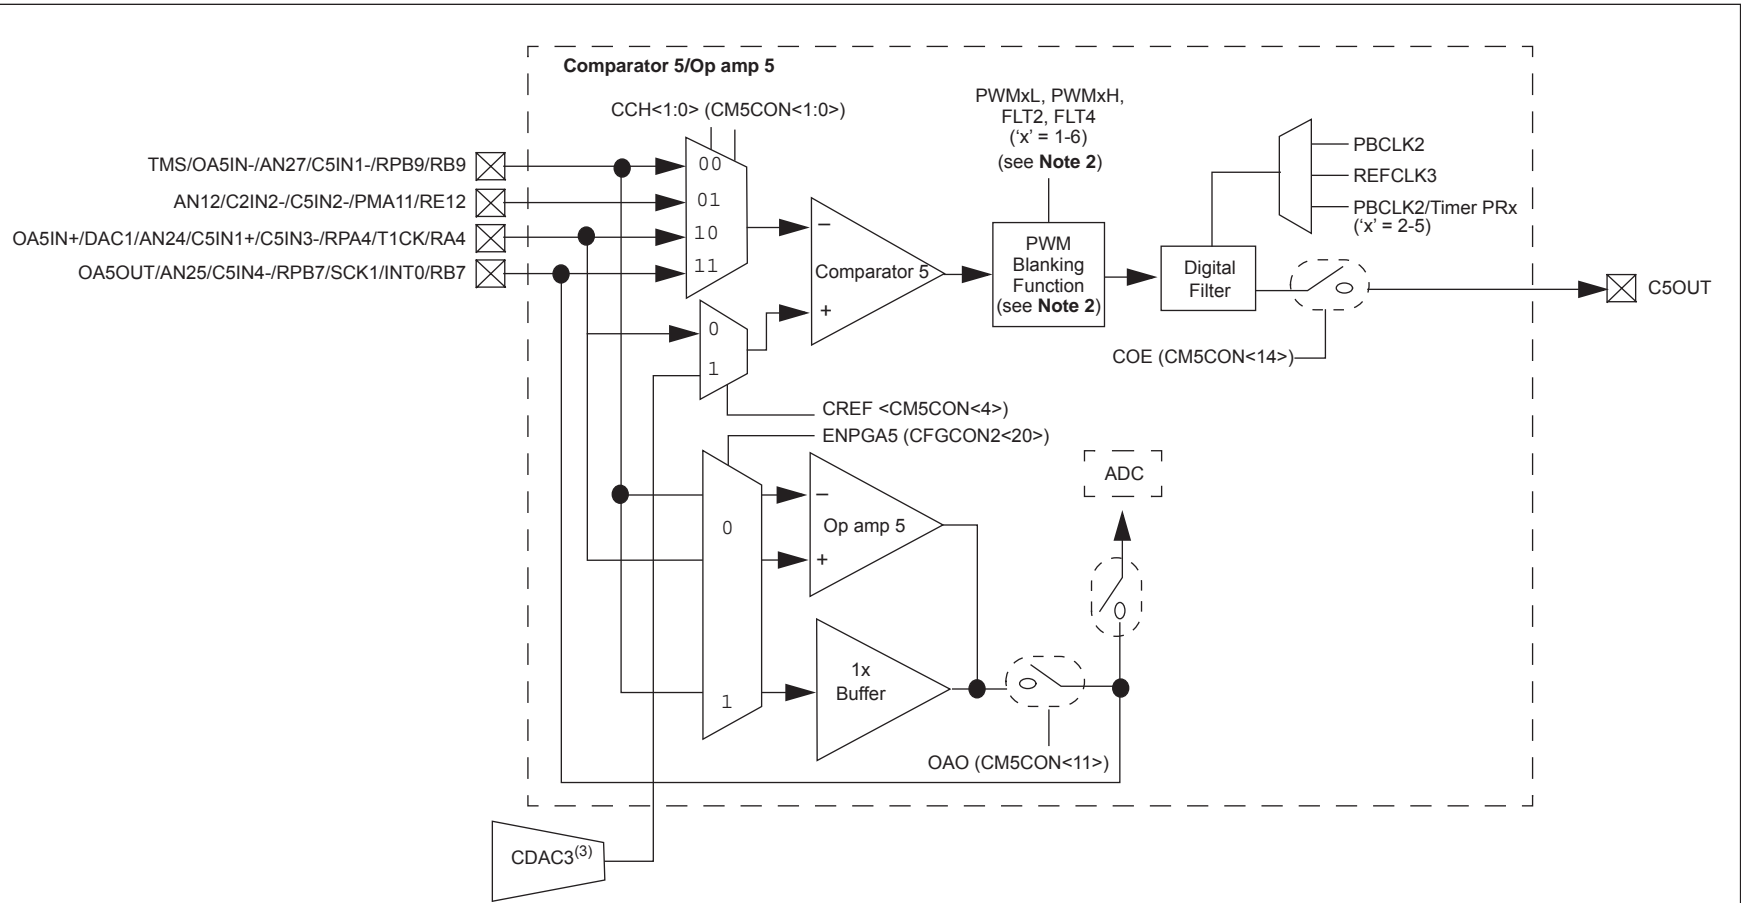 Comparator 5/Op amp 5
CCH<1:0> (CM5CON<1:0>)
PWMxL, PWMxH,
FLT2, FLT4
(‘x’ = 1-6)
(see Note 2)
PBCLK2
REFCLK3
PBCLK2/Timer PRx
(‘x’ = 2-5)
TMS/OA5IN-/AN27/C5IN1-/RPB9/RB9
AN12/C2IN2-/C5IN2-/PMA11/RE12
OA5IN+/DAC1/AN24/C5IN1+/C5IN3-/RPA4/T1CK/RA4
OA5OUT/AN25/C5IN4-/RPB7/SCK1/INT0/RB7
00
01
10
11
–
Comparator 5
+
PWM
Blanking
Function
(see Note 2)
Digital
Filter
C5OUT
0
1
COE (CM5CON<14>)
CREF <CM5CON<4>)
ENPGA5 (CFGCON2<20>)
ADC
–
0
Op amp 5
+
1x
Buffer
1
OAO (CM5CON<11>)
CDAC3(3)